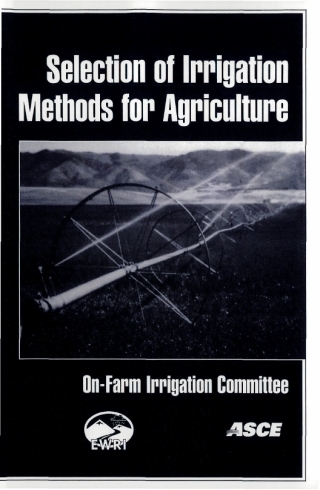 Selection of Irrigation
Methods for Agriculture
On-Farm Irrigation Committee
EWRI
ASCE